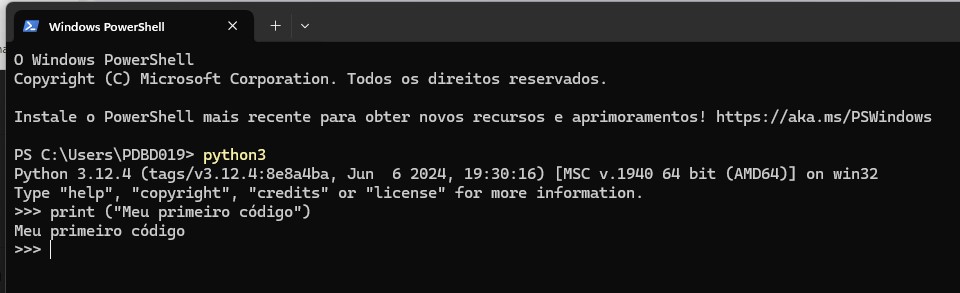 Windows PowerShell
O Windows PowerShell
Copyright (C) Microsoft Corporation. Todos os direitos reservados.
Instale o PowerShell mais recente para obter novos recursos e aprimoramentos! https://aka.ms/PSWindows
PS C:\Users\PDBD019> python3
Python 3.12.4 (tags/v3.12.4:8e8a4ba, Jun  6 2024, 19:30:16) [MSC v.1940 64 bit (AMD64)] on win32
Type "help", "copyright", "credits" or "license" for more information.
>>> print ("Meu primeiro código")
Meu primeiro código
>>>